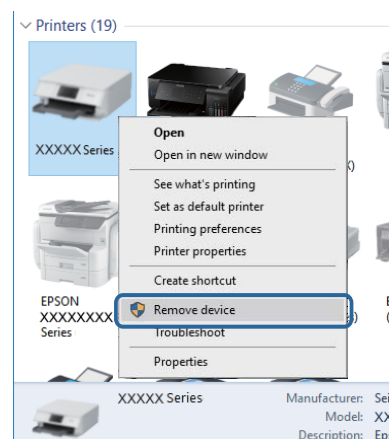 Printers (19)
XXXXX Series
Open
Open in new window
See what's printing
Set as default printer
Printing preferences
Printer properties
Create shortcut
Remove device
Troubleshoot
Properties
EPSON
XXXXXXXX
Series
XXXXX Series
Manufacturer:
Model:
Description: